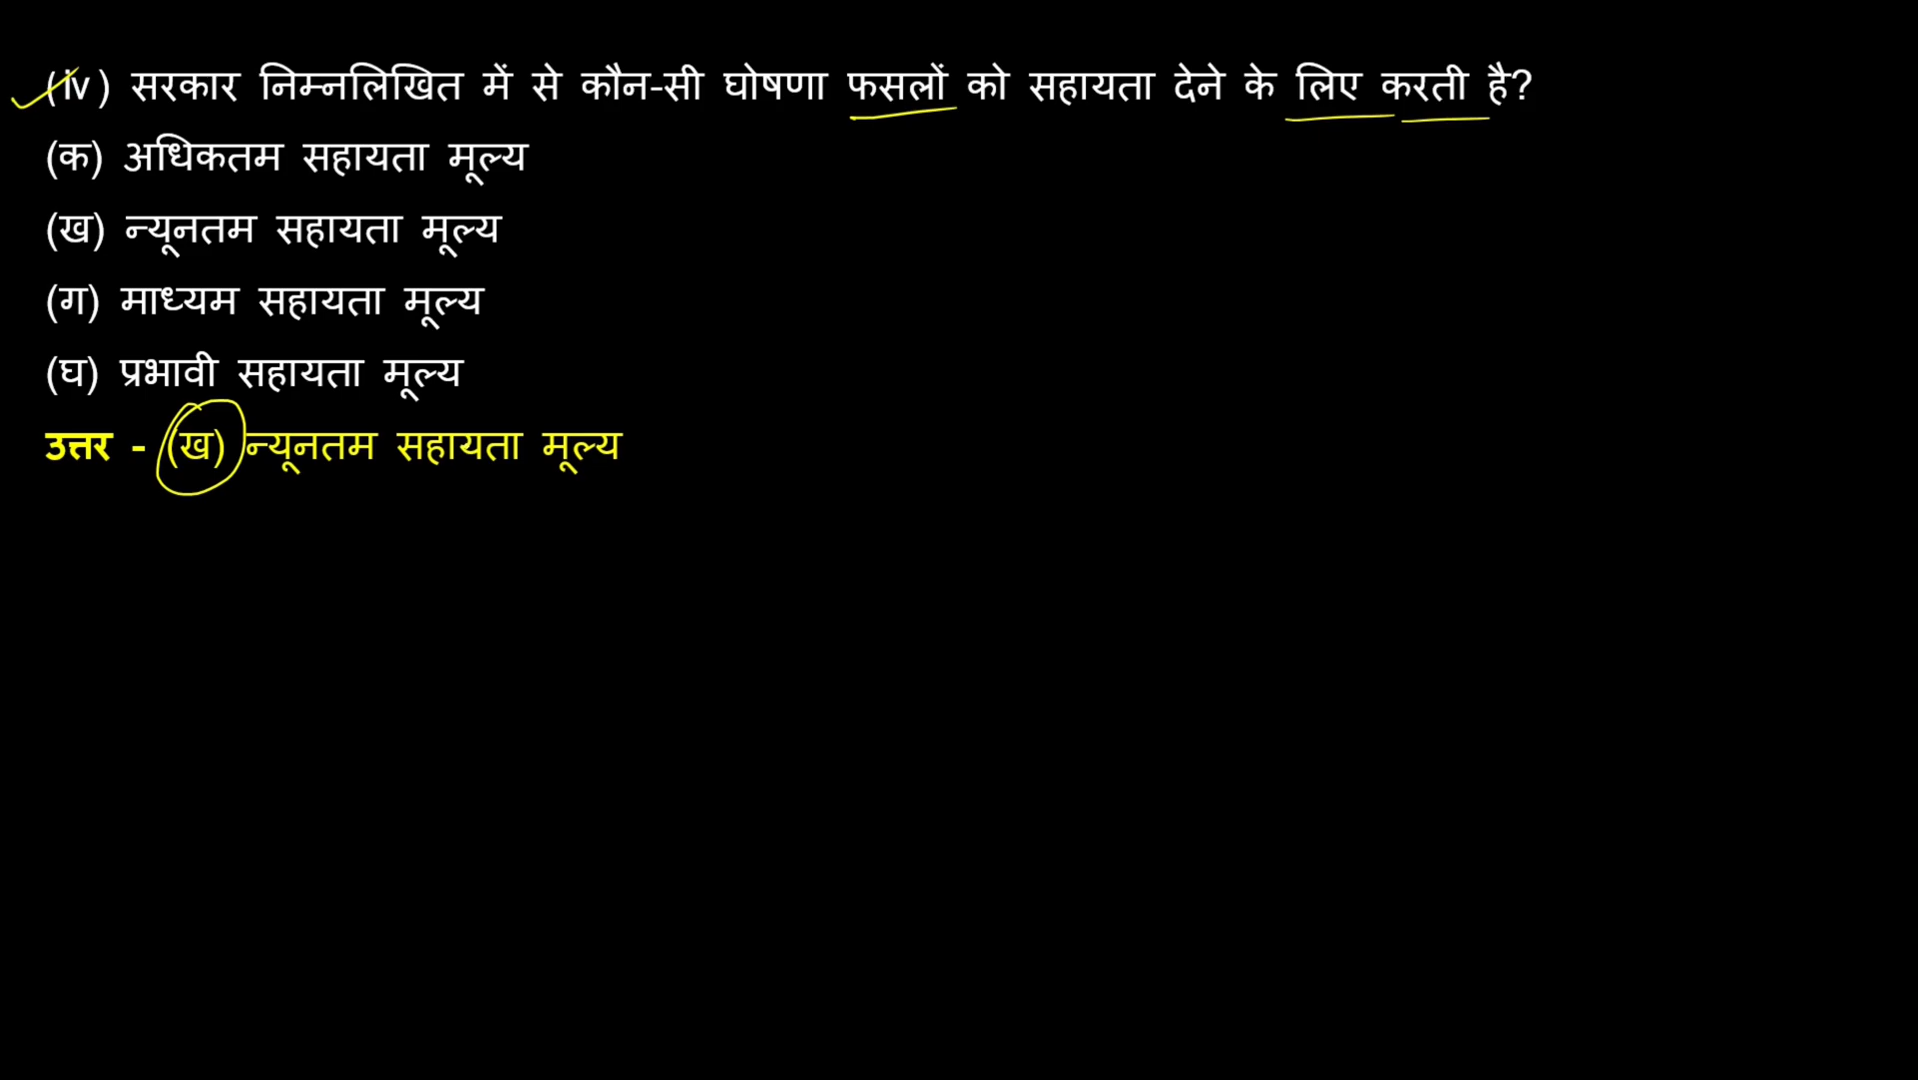 (iv) सरकार निम्नलिखित में से कौन-सी घोषणा फसलों को सहायता देने के लिए करती है?
(क) अधिकतम सहायता मूल्य
(ख) न्यूनतम सहायता मूल्य
(ग) माध्यम सहायता मूल्य
(घ) प्रभावी सहायता मूल्य
उत्तर - (ख) न्यूनतम सहायता मूल्य